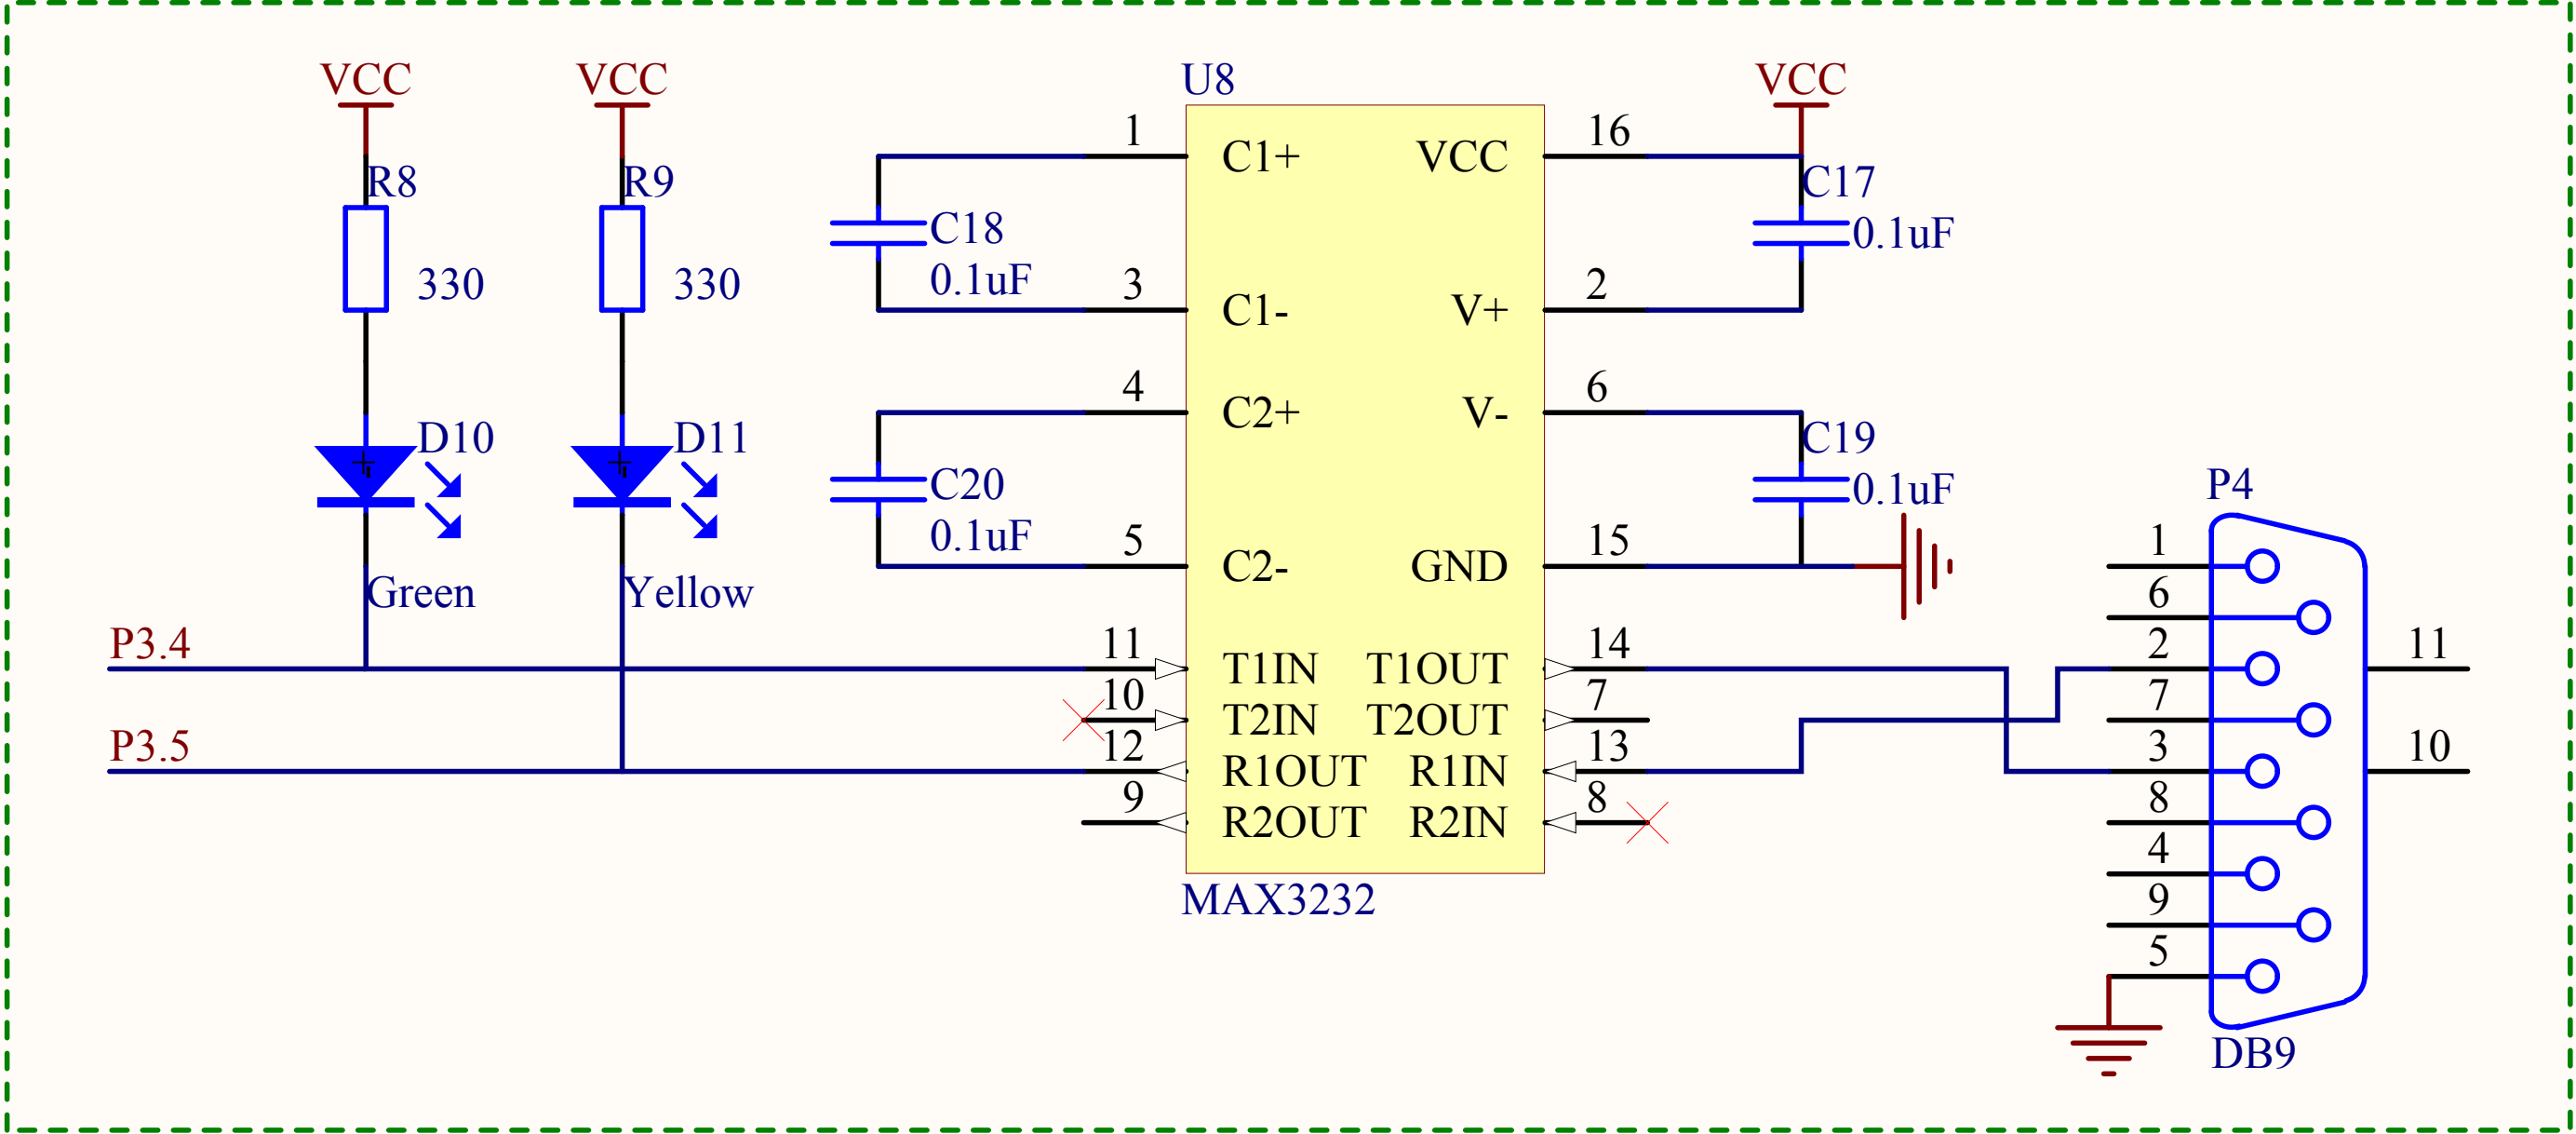 VCC
VCC
U8
VCC
R8
330
R9
330
D10
Green
D11
Yellow
C18
0.1uF
C20
0.1uF
C17
0.1uF
C19
0.1uF
1 C1+ VCC 16
3 C1- V+ 2
4 C2+ V- 6
5 C2- GND 15
P3.4 11 T1IN T1OUT 14
10 T2IN T2OUT 7
P3.5 12 R1OUT R1IN 13
9 R2OUT R2IN 8
MAX3232
P4
1
6
2
7
3
8
4
9
5
11
10
DB9